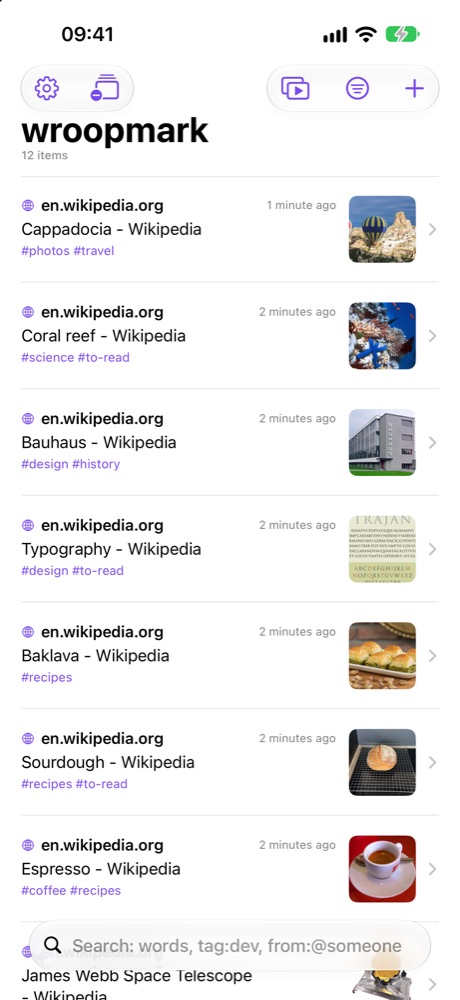 09:41
wroopmark
12 items
en.wikipedia.org 1 minute ago
Cappadocia - Wikipedia
#photos #travel
en.wikipedia.org 2 minutes ago
Coral reef - Wikipedia
#science #to-read
en.wikipedia.org 2 minutes ago
Bauhaus - Wikipedia
#design #history
en.wikipedia.org 2 minutes ago
Typography - Wikipedia
#design #to-read
TRAJAN
ABCDEFGHIJKLM
NOPQRSTUVWXYZ
en.wikipedia.org 2 minutes ago
Baklava - Wikipedia
#recipes
en.wikipedia.org 2 minutes ago
Sourdough - Wikipedia
#recipes #to-read
en.wikipedia.org 2 minutes ago
Espresso - Wikipedia
#coffee #recipes
Search: words, tag:dev, from:@someone
James Webb Space Telescope
- Wikipedia